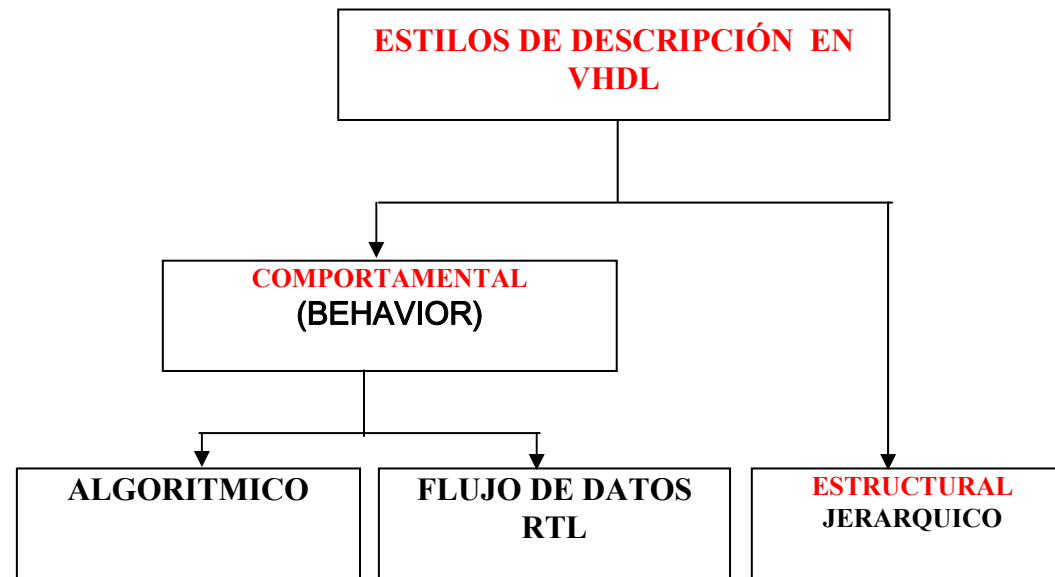 ESTILOS DE DESCRIPCIÓN EN
VHDL
COMPORTAMENTAL
(BEHAVIOR)
ALGORITMICO
FLUJO DE DATOS
RTL
ESTRUCTURAL
JERARQUICO